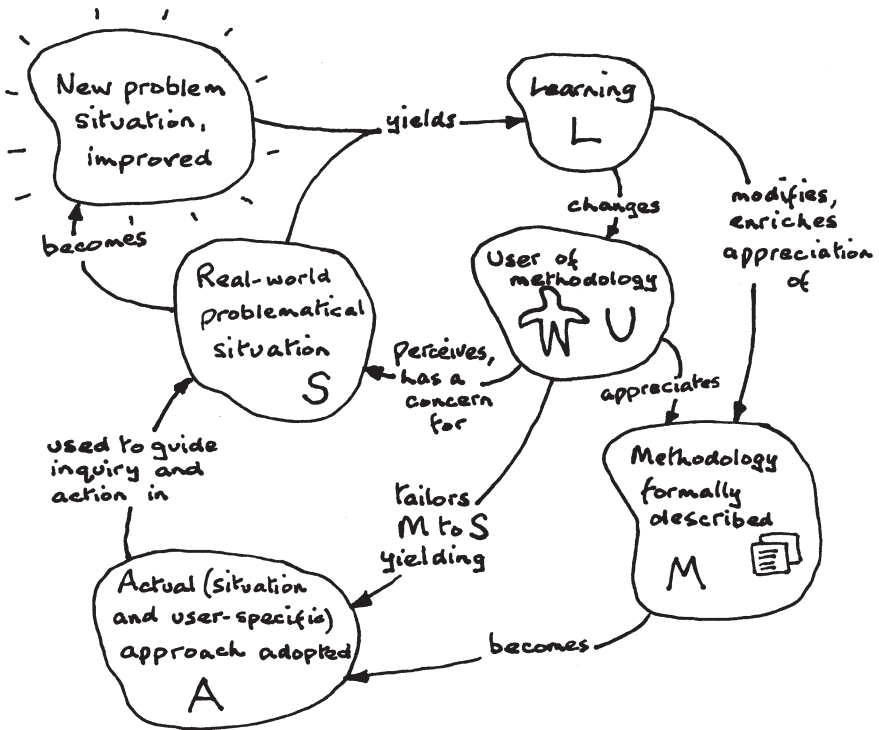 New problem
situation,
improved
yields
Learning
L
changes
modifies,
enriches
appreciation
of
becomes
Real-world
problematical
situation
S
User of
methodology
U
perceives,
has a
concern
for
appreciates
used to guide
inquiry and
action in
tailors
M to S
yielding
Methodology
formally
described
M
Actual (situation
and user-specific)
approach adopted
A
becomes